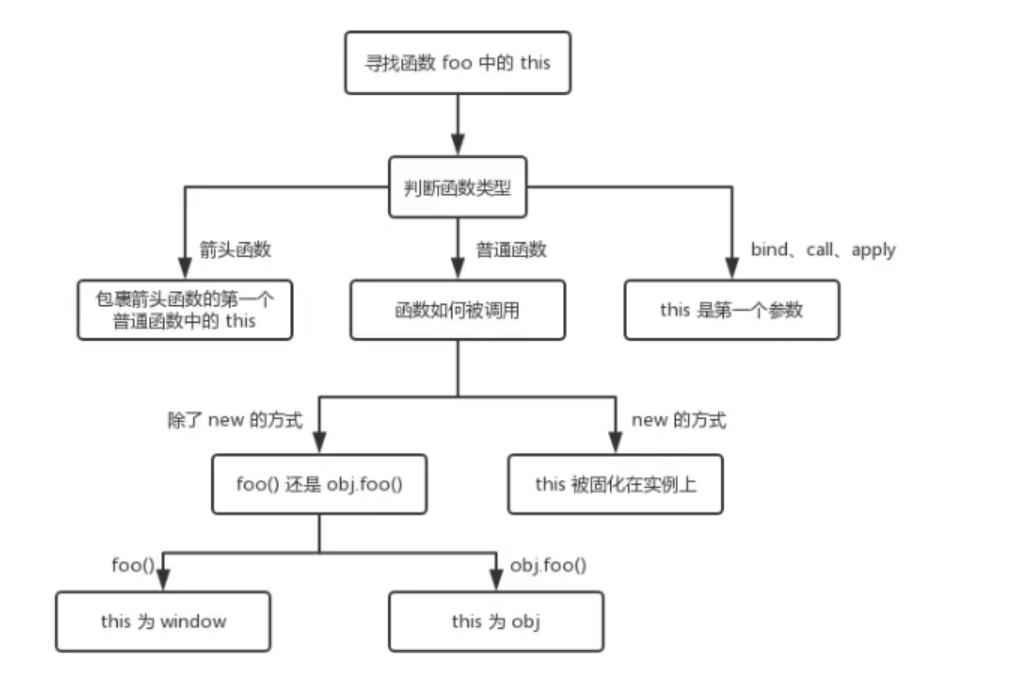 寻找函数 foo 中的 this
判断函数类型
箭头函数
普通函数
bind、call、apply
包裹箭头函数的第一个
普通函数中的 this
函数如何被调用
this 是第一个参数
除了 new 的方式
new 的方式
foo() 还是 obj.foo()
this 被固化在实例上
foo()
obj.foo()
this 为 window
this 为 obj